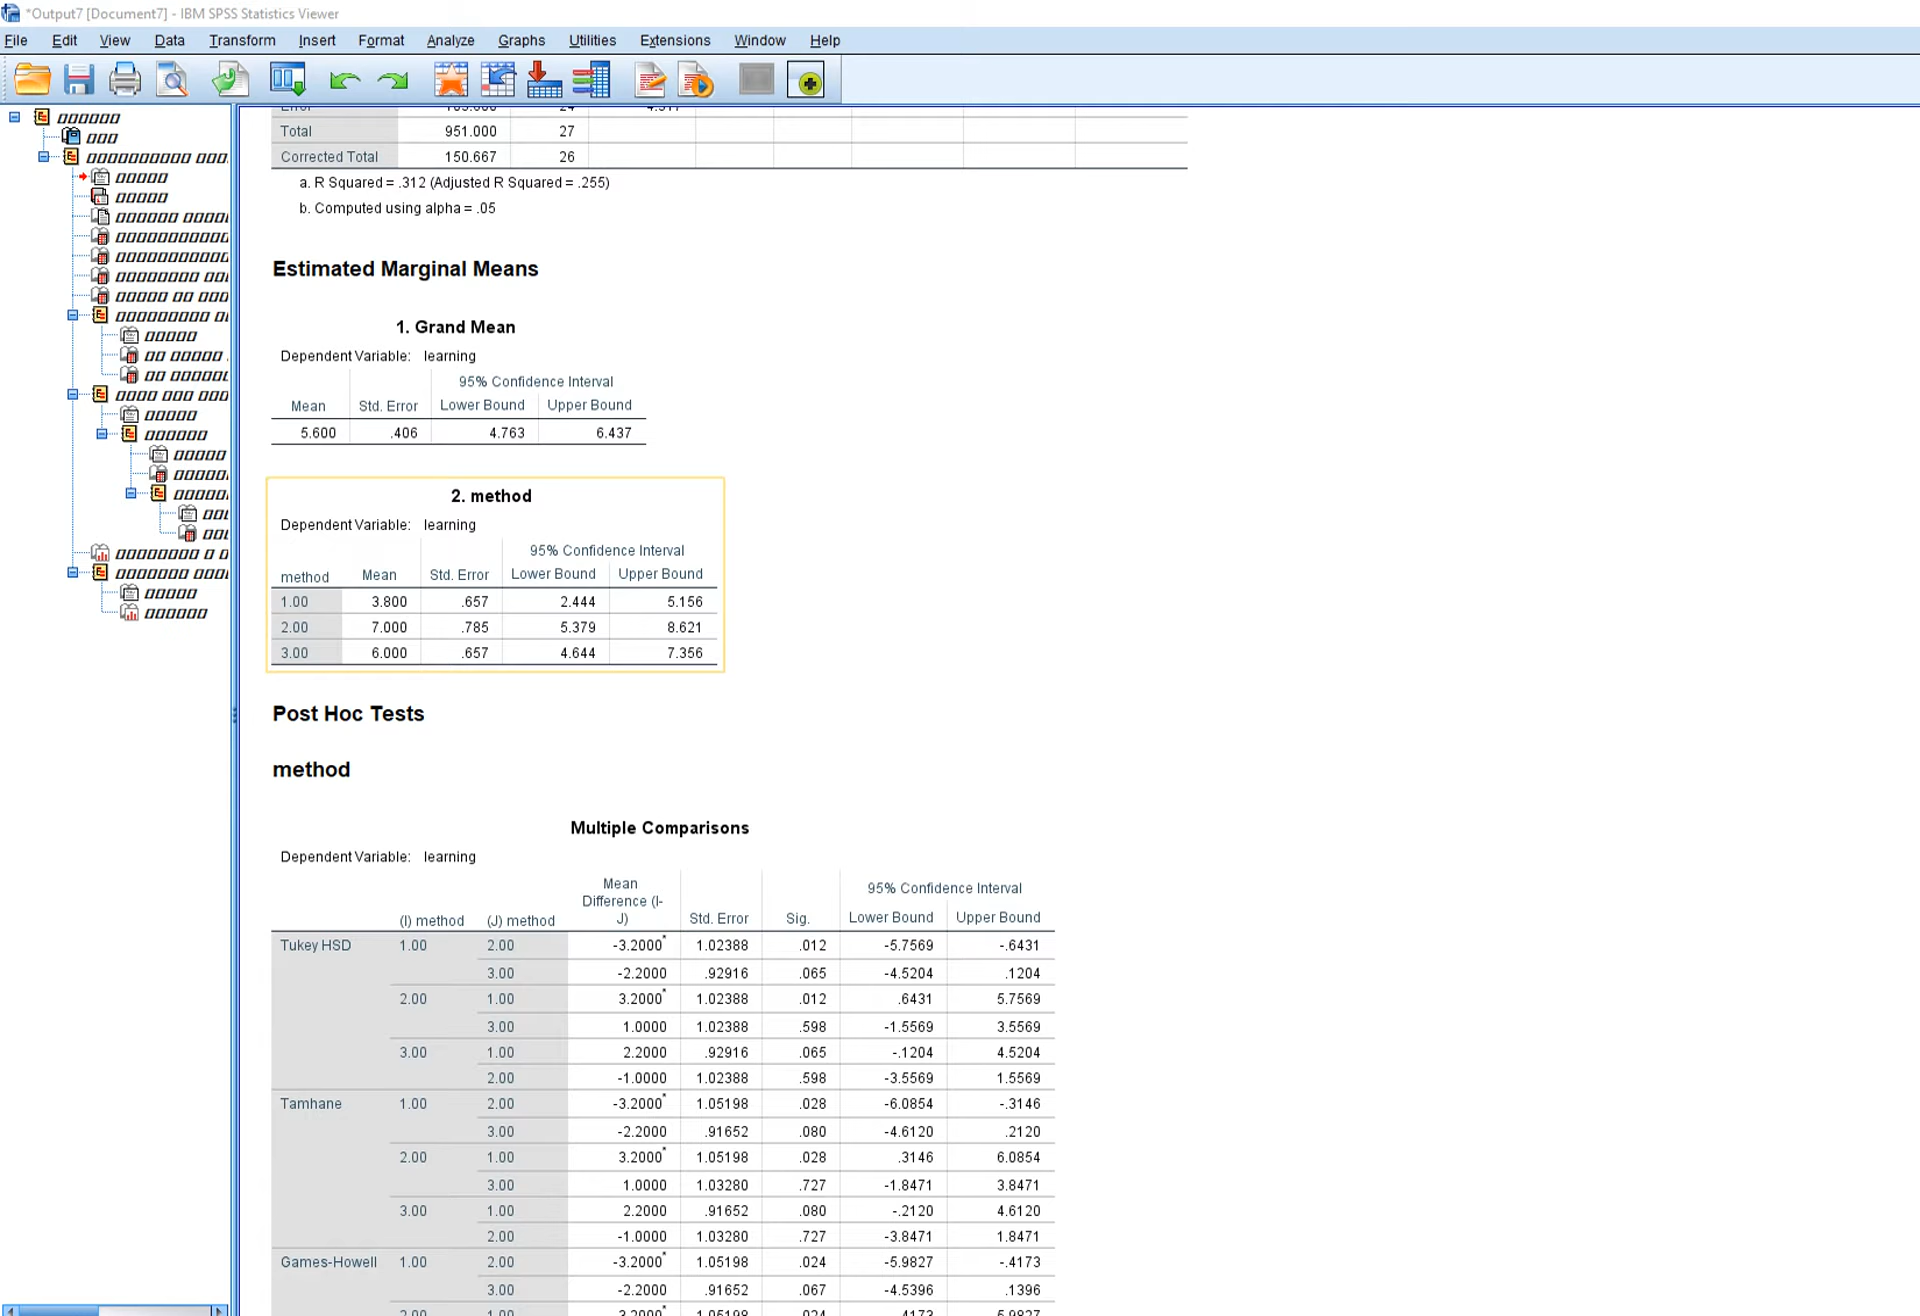 *Output7 [Document7] - IBM SPSS Statistics Viewer
File Edit View Data Transform Insert Format Analyze Graphs Utilities Extensions Window Help
Total 951.000 27
Corrected Total 150.667 26
a. R Squared = .312 (Adjusted R Squared = .255)
b. Computed using alpha = .05
Estimated Marginal Means
1. Grand Mean
Dependent Variable: learning
95% Confidence Interval
Mean Std. Error Lower Bound Upper Bound
5.600 .406 4.763 6.437
2. method
Dependent Variable: learning
95% Confidence Interval
method Mean Std. Error Lower Bound Upper Bound
1.00 3.800 .657 2.444 5.156
2.00 7.000 .785 5.379 8.621
3.00 6.000 .657 4.644 7.356
Post Hoc Tests
method
Multiple Comparisons
Dependent Variable: learning
Mean
Difference (I-
95% Confidence Interval
(I) method (J) method J) Std. Error Sig. Lower Bound Upper Bound
Tukey HSD 1.00 2.00 -3.2000* 1.02388 .012 -5.7569 -.6431
3.00 -2.2000 .92916 .065 -4.5204 .1204
2.00 1.00 3.2000* 1.02388 .012 .6431 5.7569
3.00 1.0000 1.02388 .598 -1.5569 3.5569
3.00 1.00 2.2000 .92916 .065 -.1204 4.5204
2.00 -1.0000 1.02388 .598 -3.5569 1.5569
Tamhane 1.00 2.00 -3.2000* 1.05198 .028 -6.0854 -.3146
3.00 -2.2000 .91652 .080 -4.6120 .2120
2.00 1.00 3.2000* 1.05198 .028 .3146 6.0854
3.00 1.0000 1.03280 .727 -1.8471 3.8471
3.00 1.00 2.2000 .91652 .080 -.2120 4.6120
2.00 -1.0000 1.03280 .727 -3.8471 1.8471
Games-Howell 1.00 2.00 -3.2000* 1.05198 .024 -5.9827 -.4173
3.00 -2.2000 .91652 .067 -4.5396 .1396